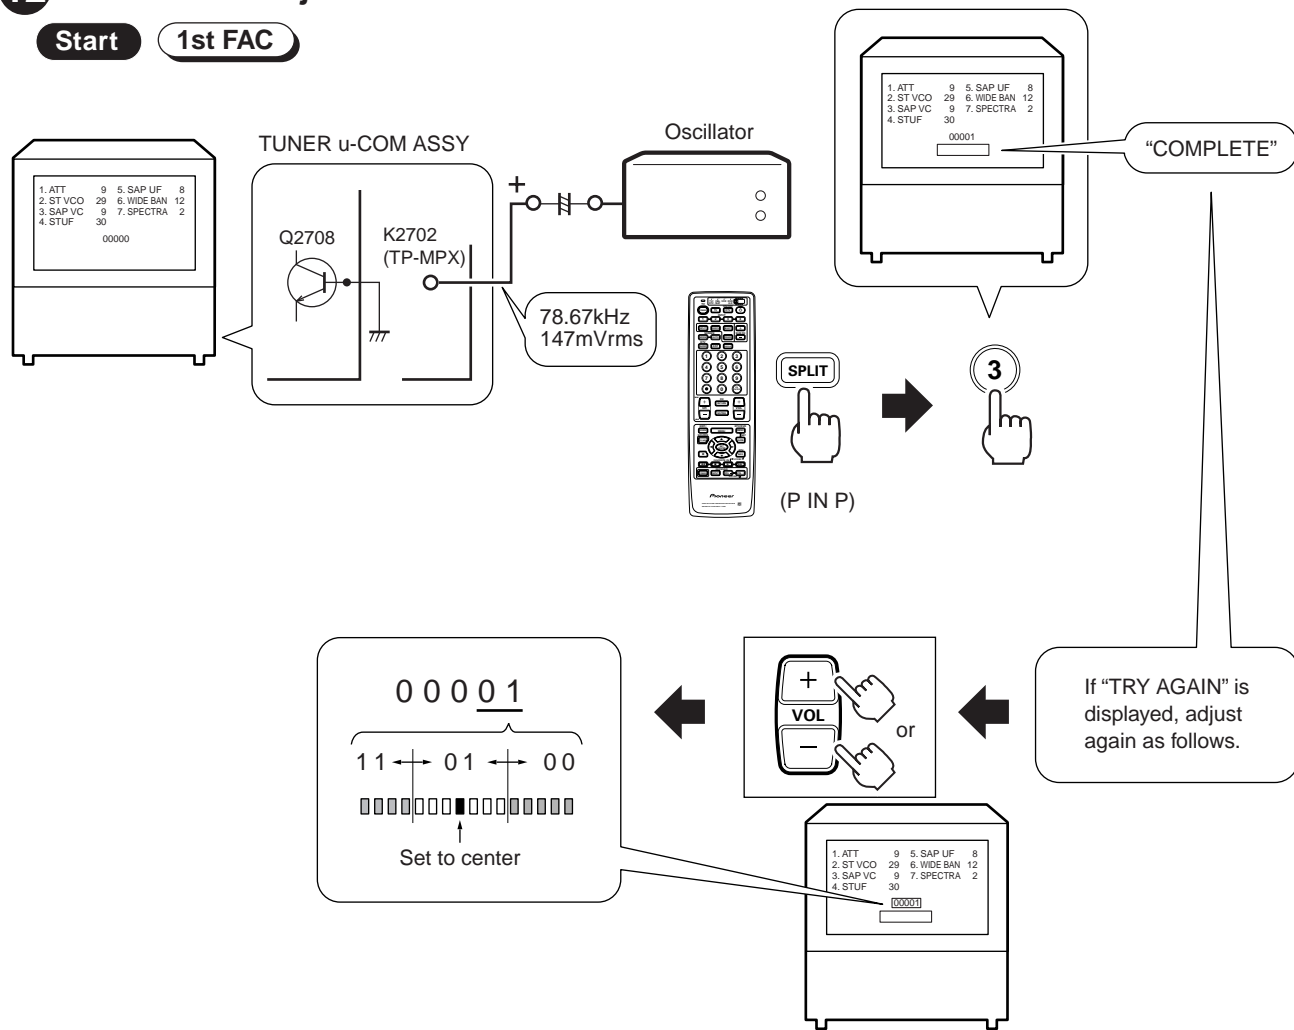 Start 1st FAC
1. ATT 9 5. SAP UF 8
2. ST VCO 29 6. WIDE BAN 12
3. SAP VC 9 7. SPECTRA 2
4. STUF 30
00000
TUNER u-COM ASSY
Q2708
K2702
(TP-MPX)
+
Oscillator
78.67kHz
147mVrms
1. ATT 9 5. SAP UF 8
2. ST VCO 29 6. WIDE BAN 12
3. SAP VC 9 7. SPECTRA 2
4. STUF 30
00001
“COMPLETE”
Pioneer
SPLIT
(P IN P)
3
If “TRY AGAIN” is
displayed, adjust
again as follows.
+
VOL
–
or
0 0 0 0 1
1 1 0 1 0 0
Set to center
1. ATT 9 5. SAP UF 8
2. ST VCO 29 6. WIDE BAN 12
3. SAP VC 9 7. SPECTRA 2
4. STUF 30
00001